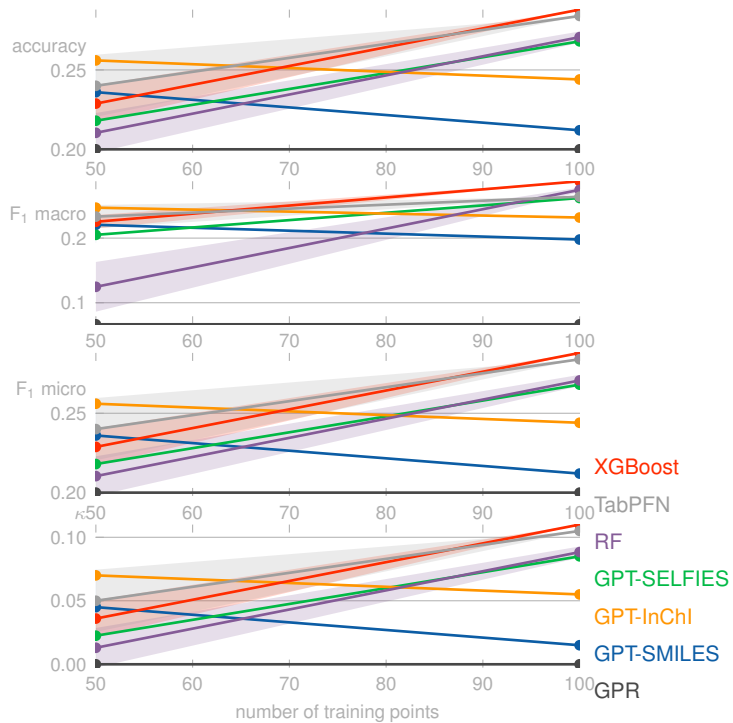 accuracy
0.25
0.20
50 60 70 80 90 100
F₁ macro
0.2
0.1
50 60 70 80 90 100
F₁ micro
0.25
0.20
50 60 70 80 90 100
κ
0.10
0.05
0.00
50 60 70 80 90 100
number of training points
XGBoost
TabPFN
RF
GPT-SELFIES
GPT-InChI
GPT-SMILES
GPR